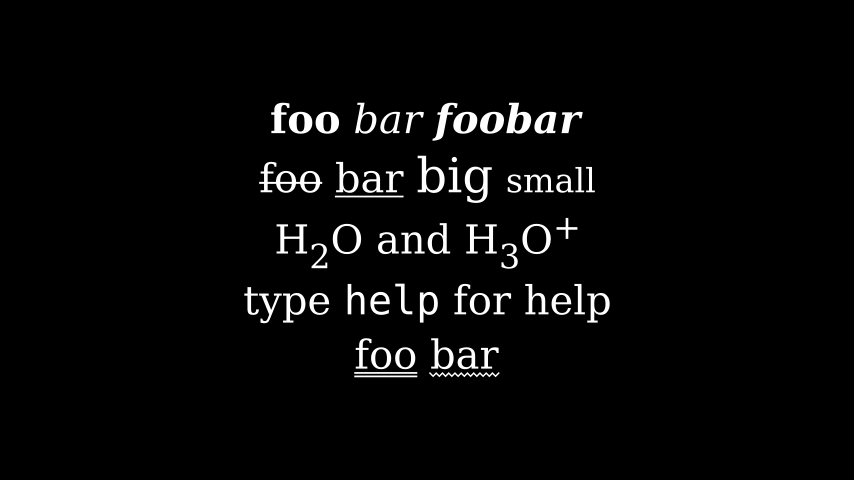 foo bar foobar
foo bar big small
H₂O and H₃O⁺
type help for help
foo bar